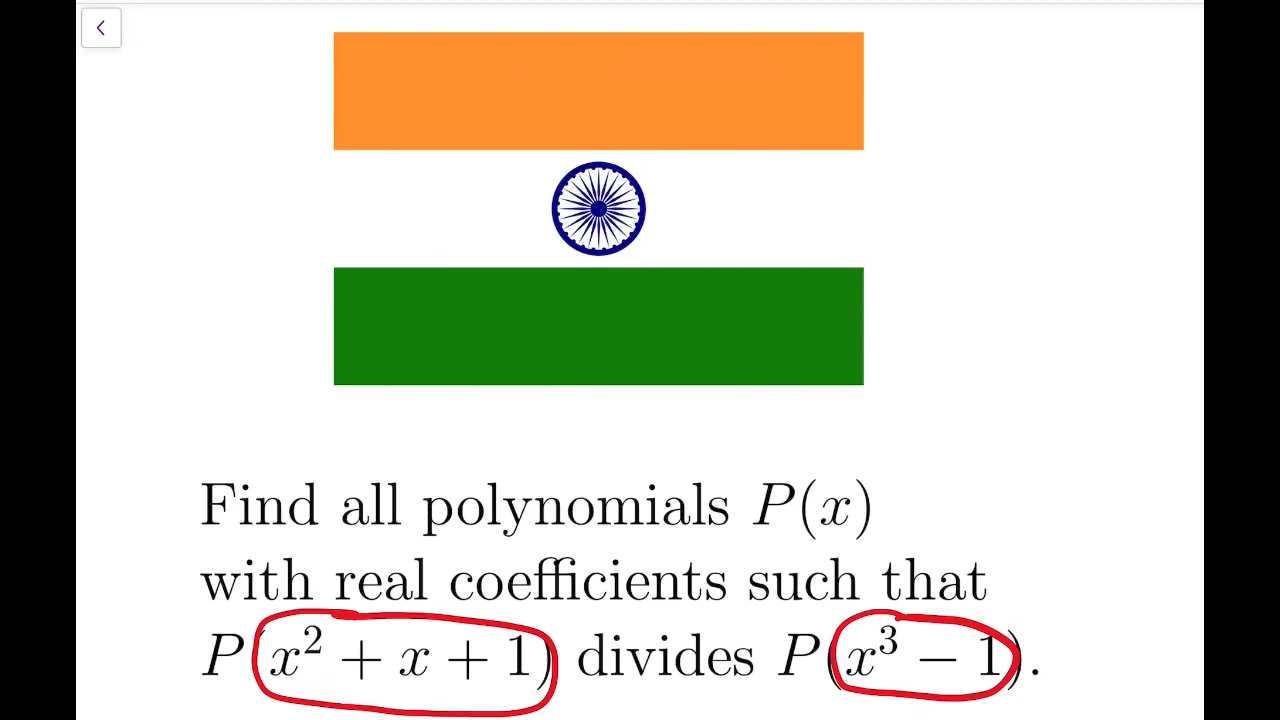 Find all polynomials P(x)
with real coefficients such that
P(x² + x + 1) divides P(x³ − 1).